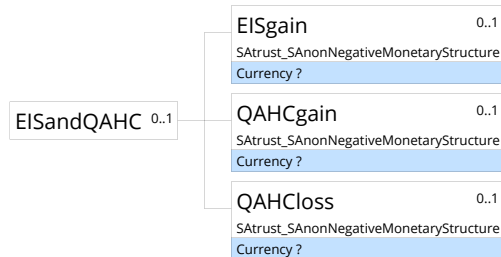 EISgain 0..1
SAtrust_SAnonNegativeMonetaryStructure
Currency ?
EISandQAHC 0..1
QAHCgain 0..1
SAtrust_SAnonNegativeMonetaryStructure
Currency ?
QAHCloss 0..1
SAtrust_SAnonNegativeMonetaryStructure
Currency ?